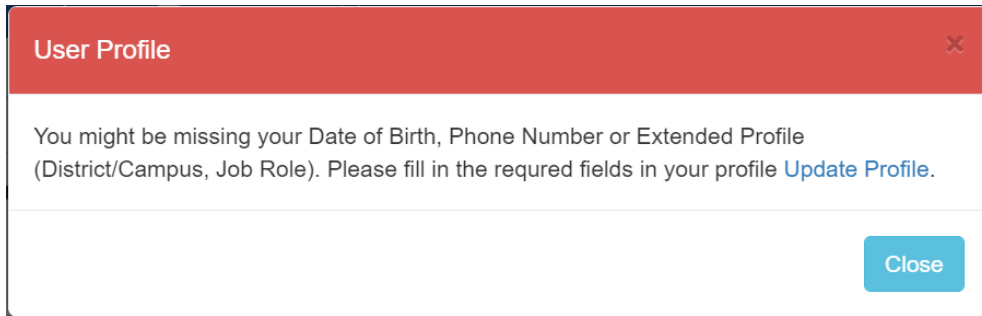 User Profile ×
You might be missing your Date of Birth, Phone Number or Extended Profile
(District/Campus, Job Role). Please fill in the requred fields in your profile Update Profile.
Close